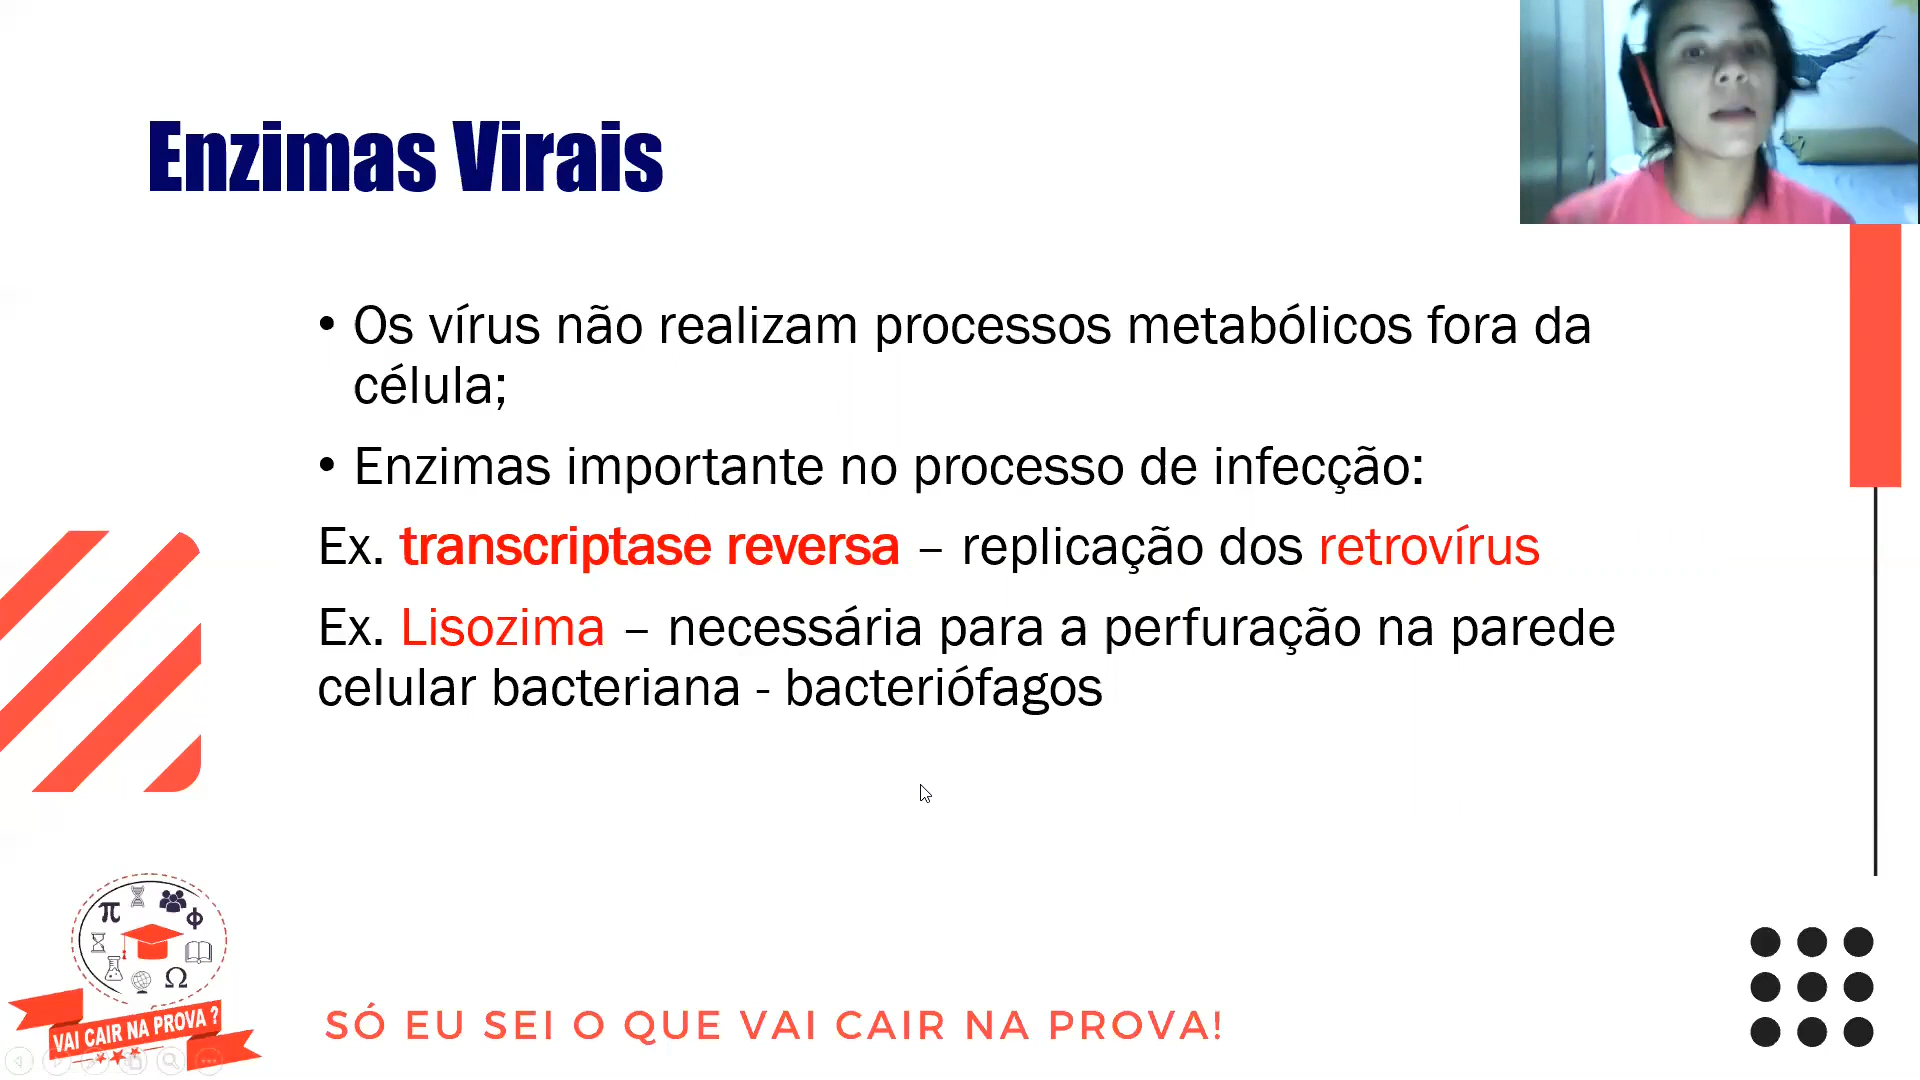 Enzimas Virais
• Os vírus não realizam processos metabólicos fora da
célula;
• Enzimas importante no processo de infecção:
Ex. transcriptase reversa – replicação dos retrovírus
Ex. Lisozima – necessária para a perfuração na parede
celular bacteriana - bacteriófagos
π
Φ
Ω
VAI CAIR NA PROVA ?
SÓ EU SEI O QUE VAI CAIR NA PROVA!